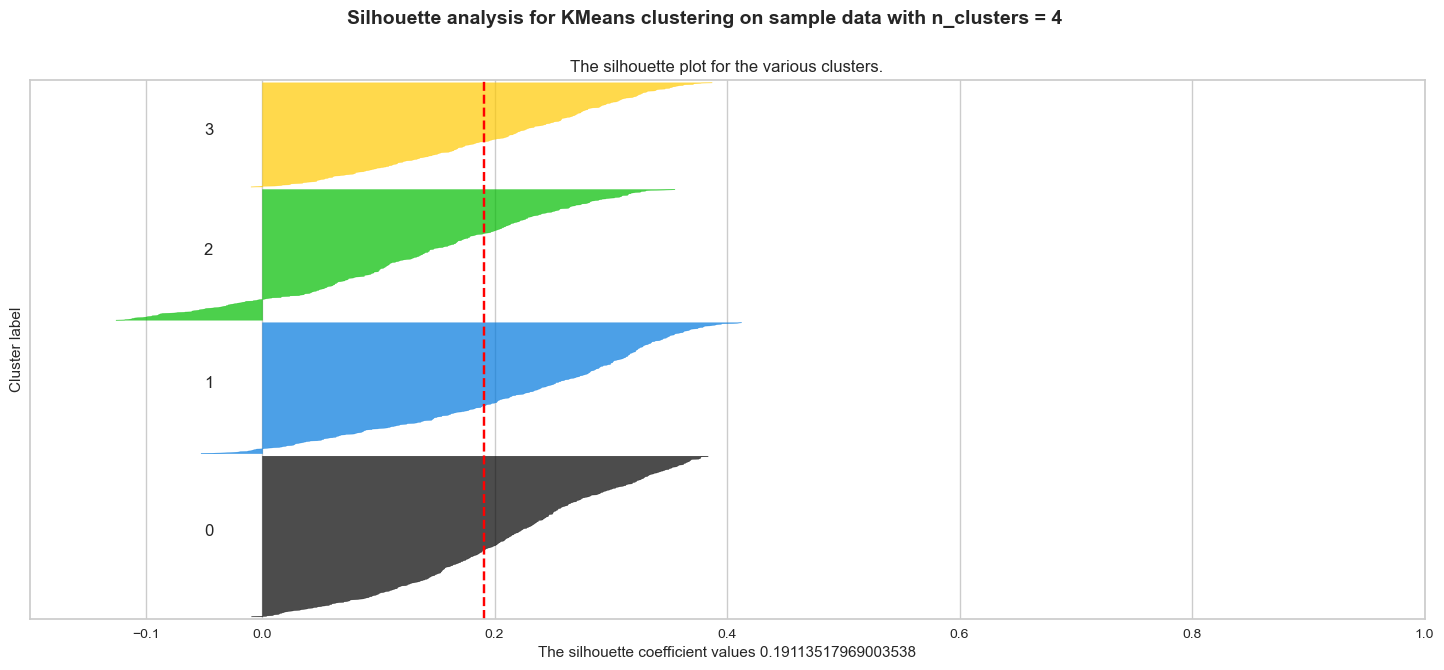 Silhouette analysis for KMeans clustering on sample data with n_clusters = 4
The silhouette plot for the various clusters.
3
2
1
0
Cluster label
−0.1 0.0 0.2 0.4 0.6 0.8 1.0
The silhouette coefficient values 0.19113517969003538